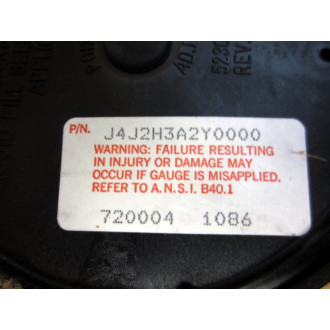 P/N. J4J2H3A2Y0000
WARNING: FAILURE RESULTING
IN INJURY OR DAMAGE MAY
OCCUR IF GAUGE IS MISAPPLIED.
REFER TO A.N.S.I. B40.1
720004 1086